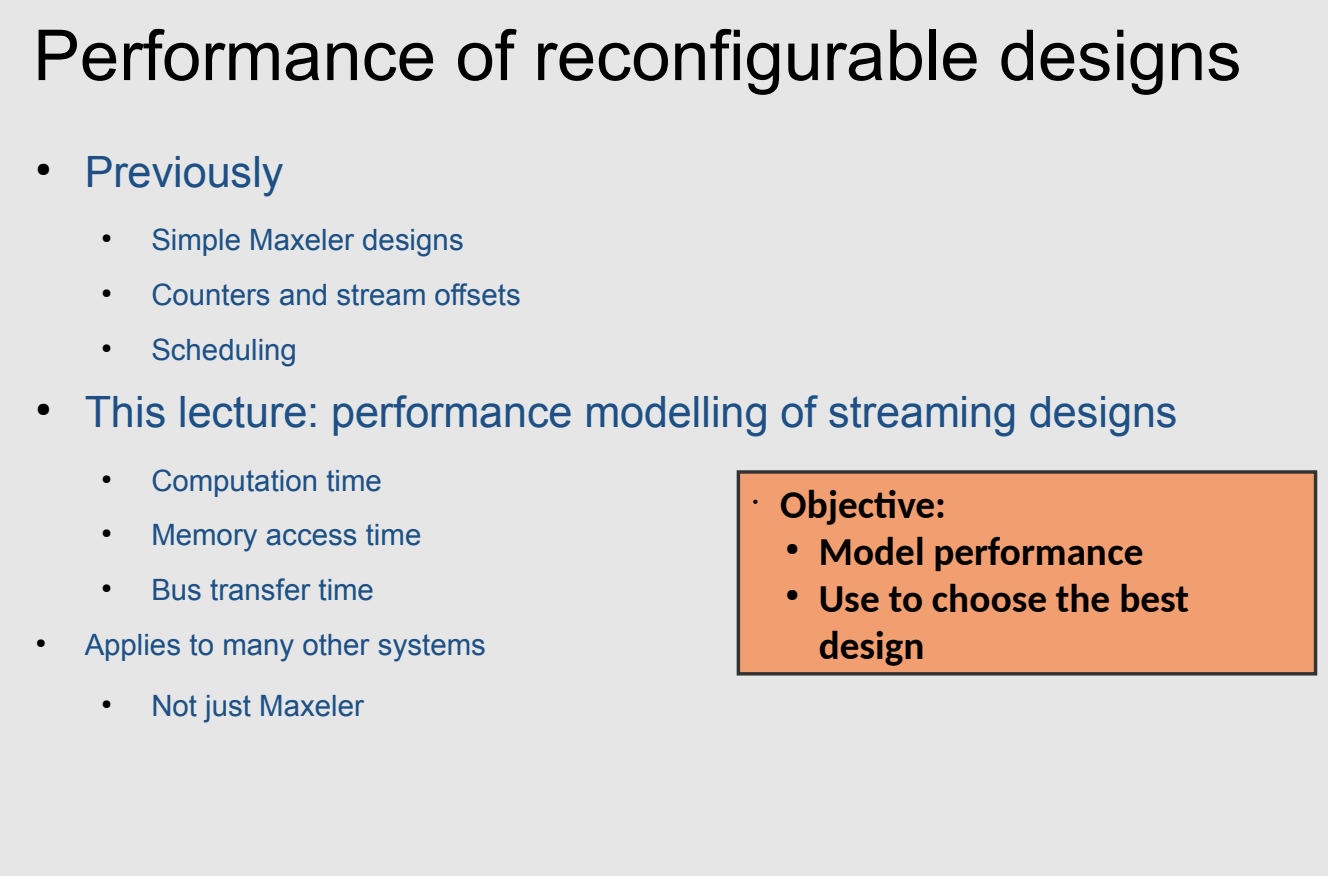 Performance of reconfigurable designs
• Previously
• Simple Maxeler designs
• Counters and stream offsets
• Scheduling
• This lecture: performance modelling of streaming designs
• Computation time
• Memory access time
• Bus transfer time
• Applies to many other systems
• Not just Maxeler
• Objective:
• Model performance
• Use to choose the best
design